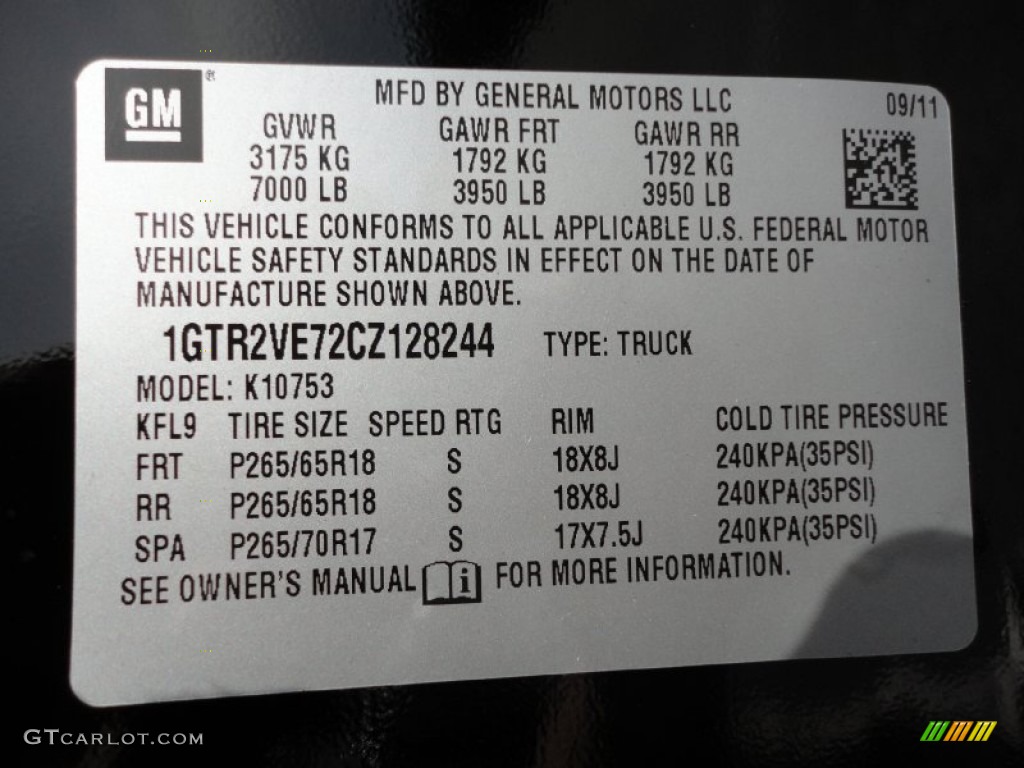 GM ® MFD BY GENERAL MOTORS LLC 09/11
GVWR GAWR FRT GAWR RR
3175 KG 1792 KG 1792 KG
7000 LB 3950 LB 3950 LB
THIS VEHICLE CONFORMS TO ALL APPLICABLE U.S. FEDERAL MOTOR
VEHICLE SAFETY STANDARDS IN EFFECT ON THE DATE OF
MANUFACTURE SHOWN ABOVE.
1GTR2VE72CZ128244 TYPE: TRUCK
MODEL: K10753
KFL9 TIRE SIZE SPEED RTG RIM COLD TIRE PRESSURE
FRT P265/65R18 S 18X8J 240KPA(35PSI)
RR P265/65R18 S 18X8J 240KPA(35PSI)
SPA P265/70R17 S 17X7.5J 240KPA(35PSI)
SEE OWNER'S MANUAL i FOR MORE INFORMATION.
GTCARLOT.COM